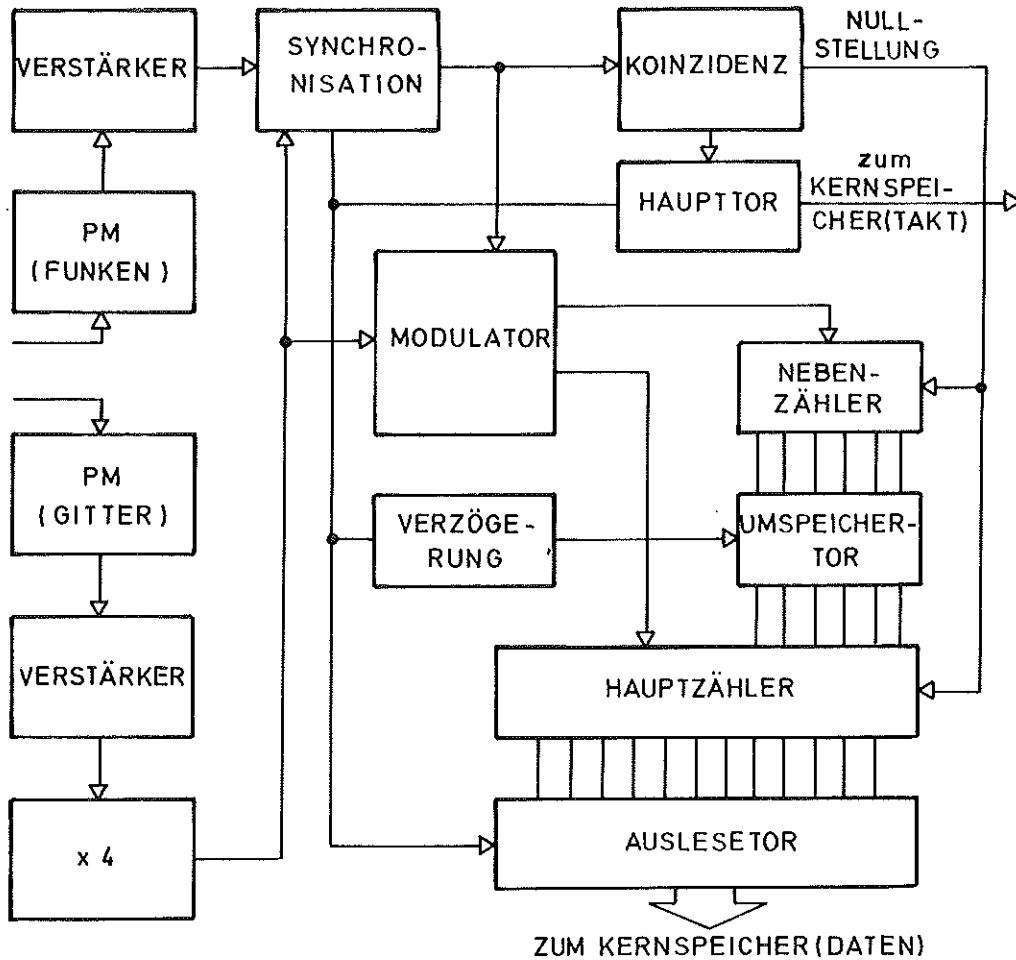 VERSTÄRKER
SYNCHRO-
NISATION
KOINZIDENZ
NULL-
STELLUNG
PM
(FUNKEN)
HAUPTTOR
zum
KERNSPEI-
CHER(TAKT)
MODULATOR
NEBEN-
ZÄHLER
PM
(GITTER)
VERZÖGE-
RUNG
UMSPEICHER-
TOR
VERSTÄRKER
HAUPTZÄHLER
x 4
AUSLESETOR
ZUM KERNSPEICHER(DATEN)